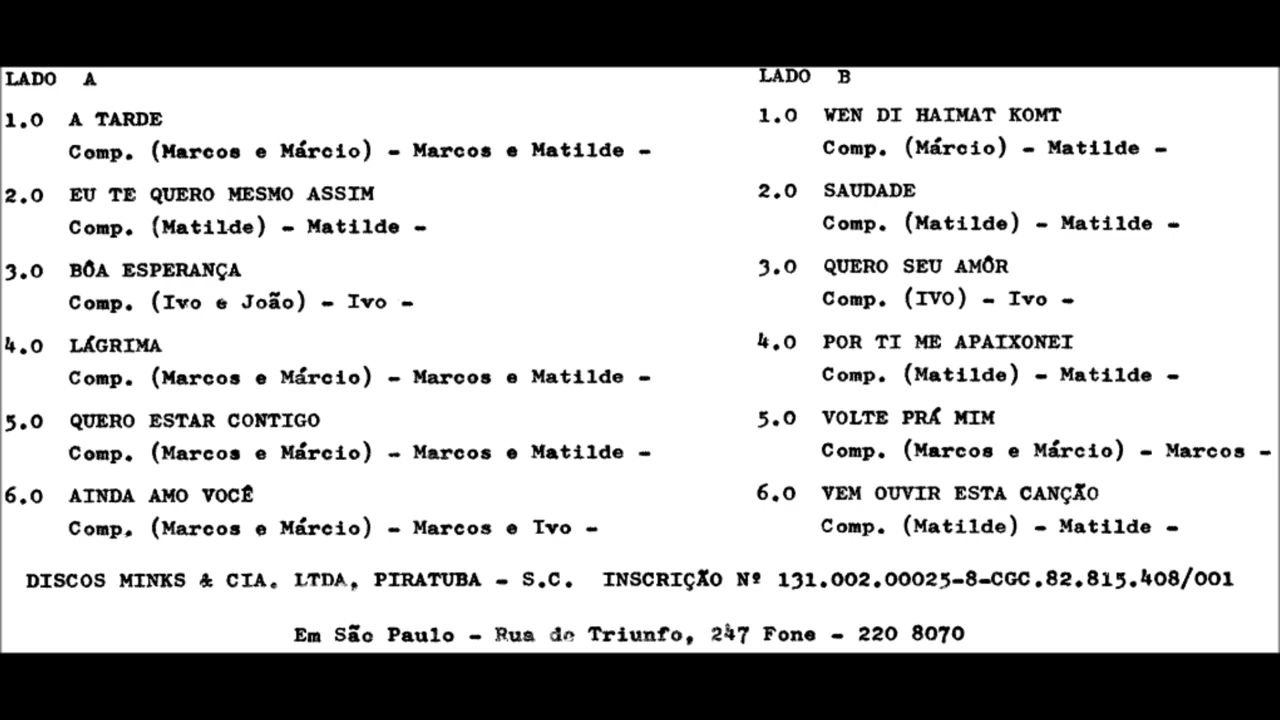 LADO A
1.0 A TARDE
Comp. (Marcos e Márcio) - Marcos e Matilde -
2.0 EU TE QUERO MESMO ASSIM
Comp. (Matilde) - Matilde -
3.0 BÔA ESPERANÇA
Comp. (Ivo e João) - Ivo -
4.0 LÁGRIMA
Comp. (Marcos e Márcio) - Marcos e Matilde -
5.0 QUERO ESTAR CONTIGO
Comp. (Marcos e Márcio) - Marcos e Matilde -
6.0 AINDA AMO VOCÊ
Comp. (Marcos e Márcio) - Marcos e Ivo -
LADO B
1.0 WEN DI HAIMAT KOMT
Comp. (Márcio) - Matilde -
2.0 SAUDADE
Comp. (Matilde) - Matilde -
3.0 QUERO SEU AMÔR
Comp. (IVO) - Ivo -
4.0 POR TI ME APAIXONEI
Comp. (Matilde) - Matilde -
5.0 VOLTE PRÁ MIM
Comp. (Marcos e Márcio) - Marcos -
6.0 VEM OUVIR ESTA CANÇÃO
Comp. (Matilde) - Matilde -
DISCOS MINKS & CIA. LTDA, PIRATUBA - S.C. INSCRIÇÃO Nº 131.002.00025-8-CGC.82.815.408/001
Em São Paulo - Rua do Triunfo, 247 Fone - 220 8070